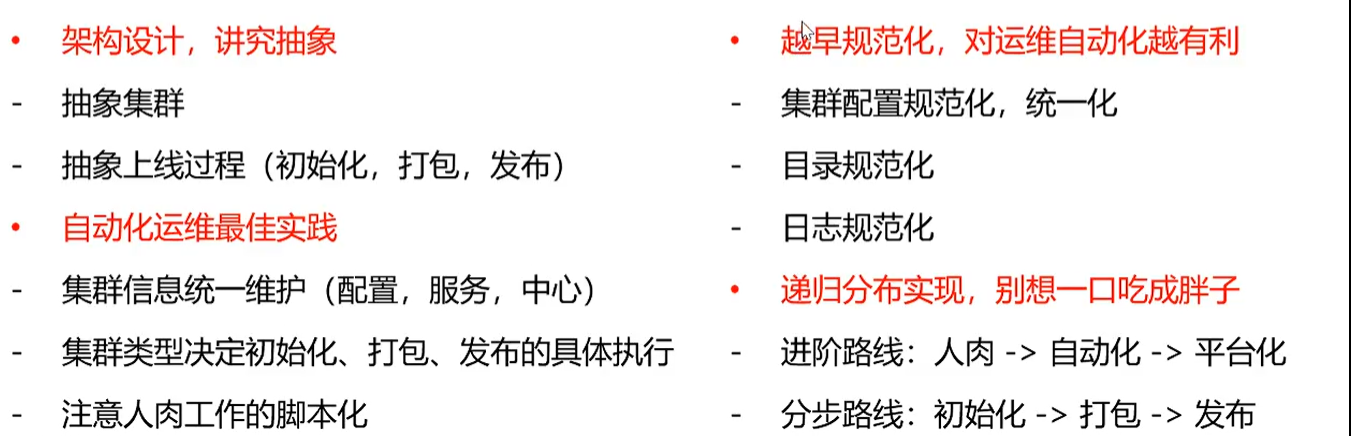 • 架构设计，讲究抽象
- 抽象集群
- 抽象上线过程（初始化，打包，发布）
• 自动化运维最佳实践
- 集群信息统一维护（配置，服务，中心）
- 集群类型决定初始化、打包、发布的具体执行
- 注意人肉工作的脚本化
• 越早规范化，对运维自动化越有利
- 集群配置规范化，统一化
- 目录规范化
- 日志规范化
• 递归分布实现，别想一口吃成胖子
- 进阶路线：人肉 -> 自动化 -> 平台化
- 分步路线：初始化 -> 打包 -> 发布